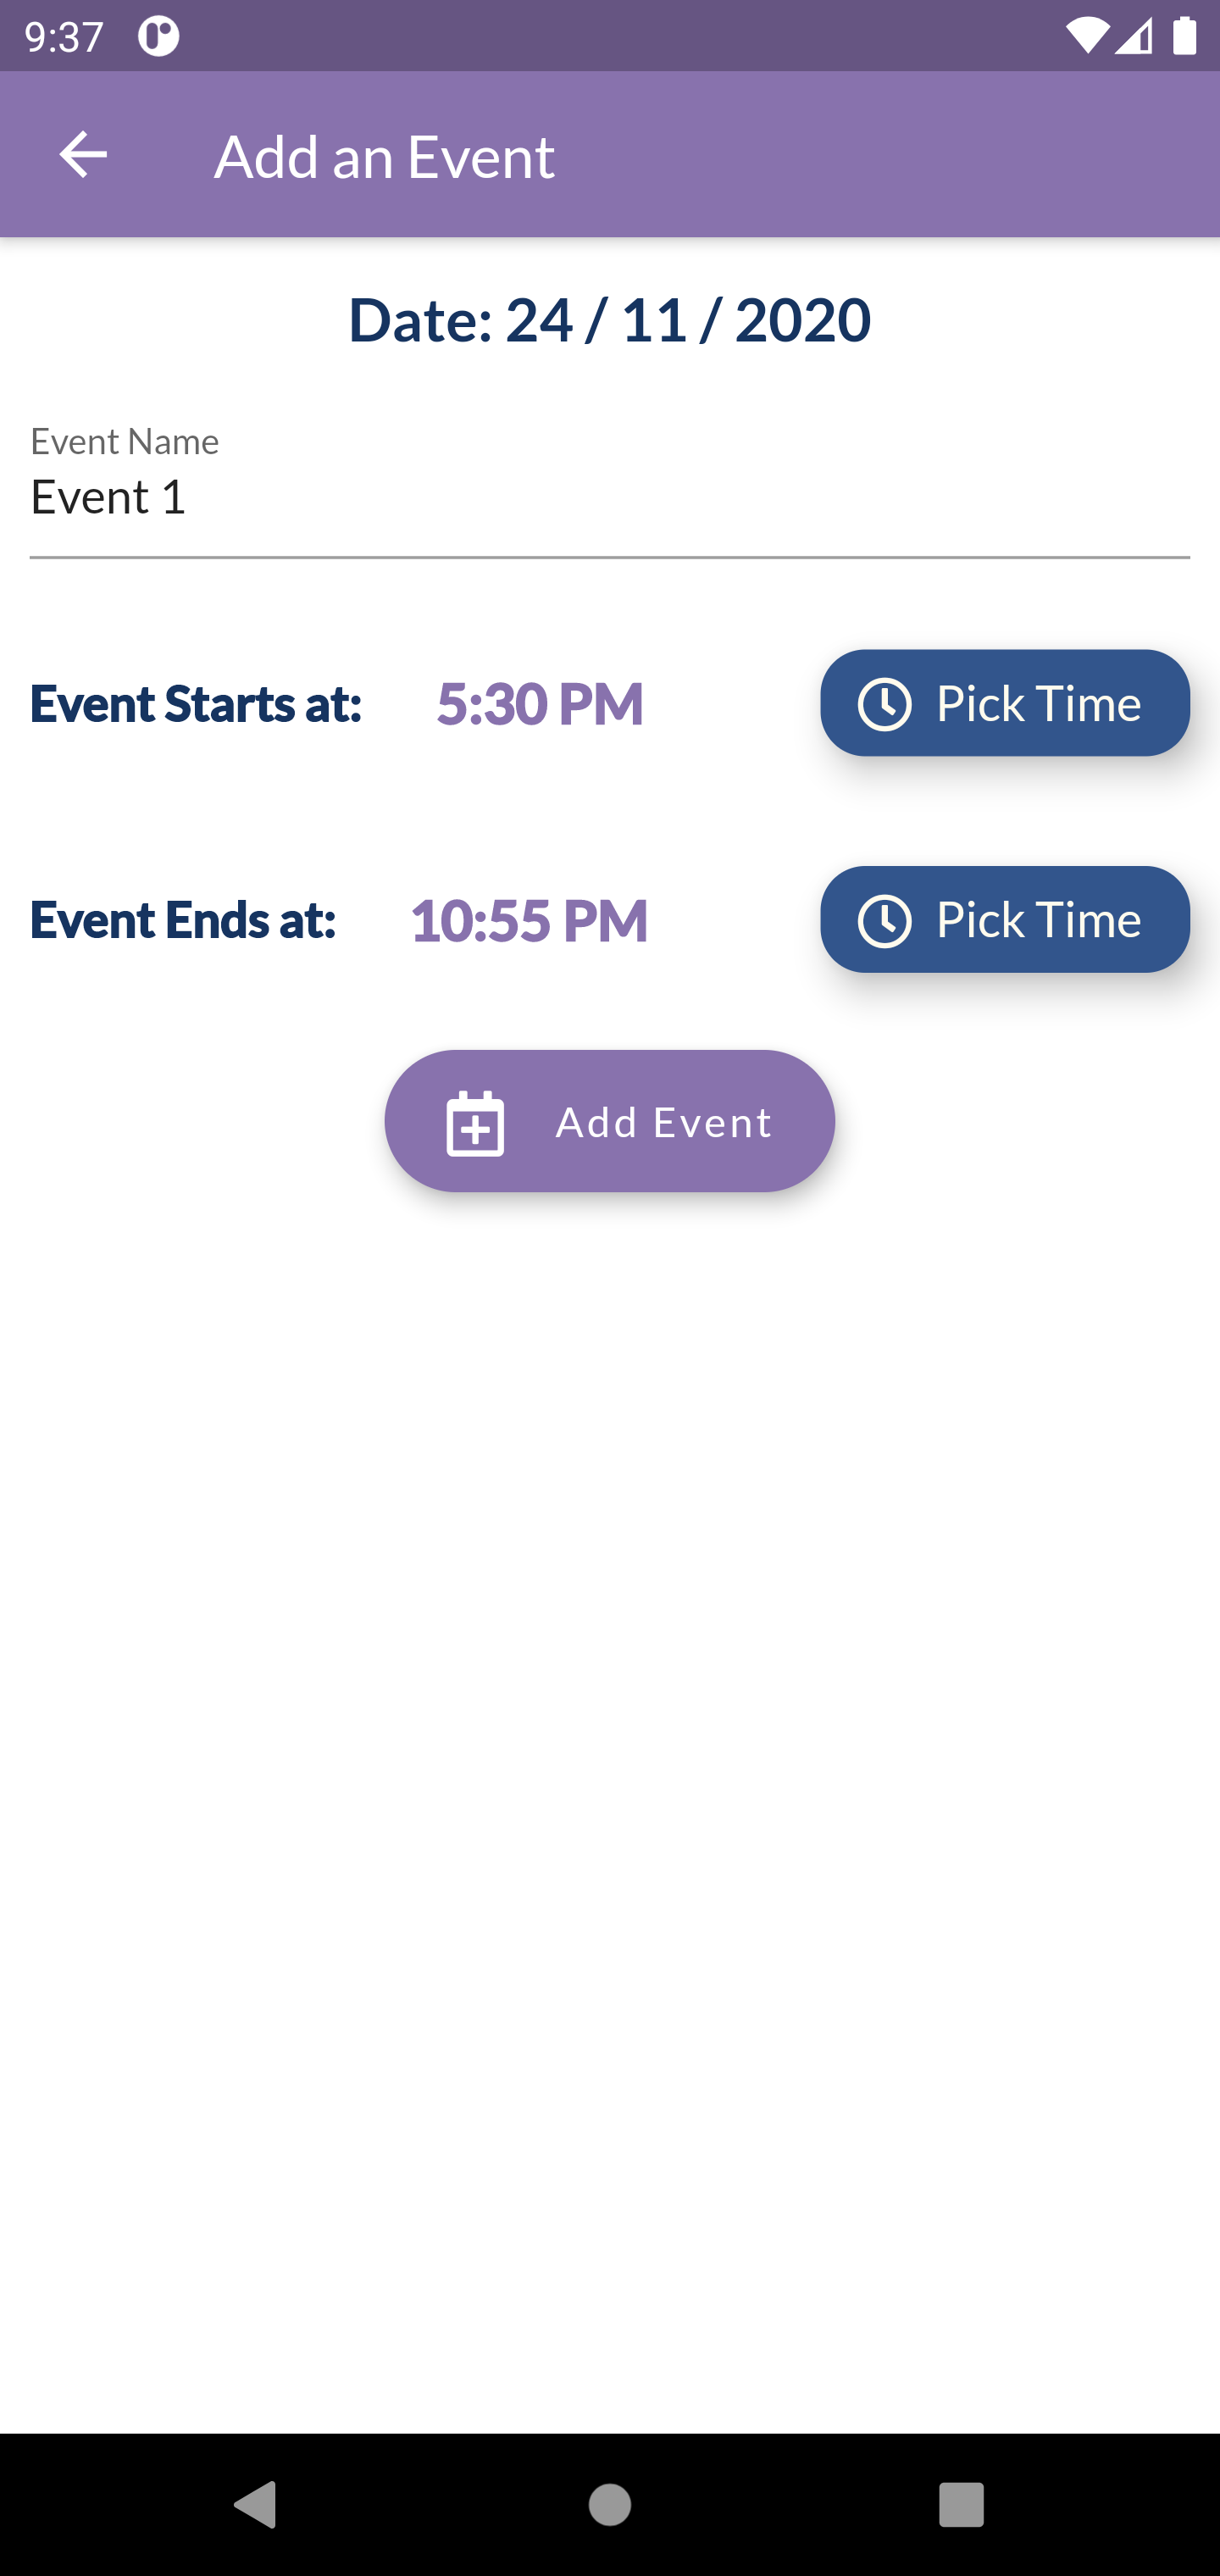 9:37
Add an Event
Date: 24 / 11 / 2020
Event Name
Event 1
Event Starts at: 5:30 PM Pick Time
Event Ends at: 10:55 PM Pick Time
Add Event